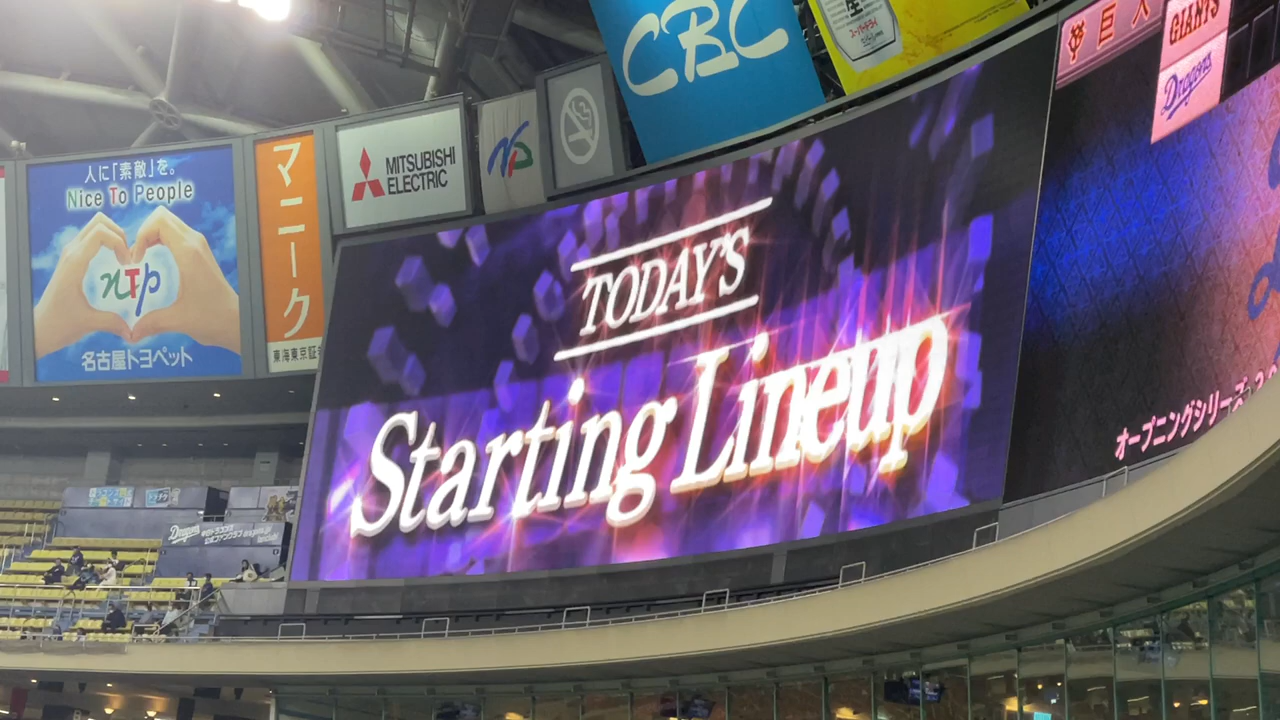 人に「素敵」を。
Nice To People
nTp
名古屋トヨペット
マニーク
東海東京証
MITSUBISHI
ELECTRIC
CBC
巨人
GIANTS
Dragons
TODAY'S
Starting Lineup
オープニングシリーズ
Dragons